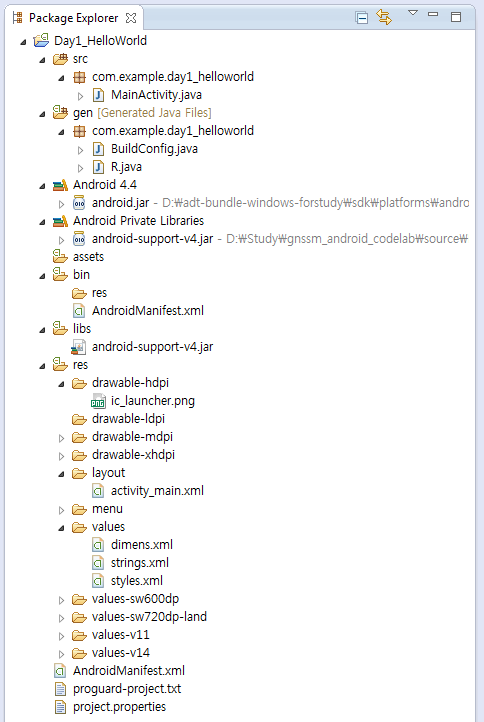 Package Explorer
Day1_HelloWorld
src
com.example.day1_helloworld
MainActivity.java
gen [Generated Java Files]
com.example.day1_helloworld
BuildConfig.java
R.java
Android 4.4
android.jar - D:₩adt-bundle-windows-forstudy₩sdk₩platforms₩andro
Android Private Libraries
android-support-v4.jar - D:₩Study₩gnssm_android_codelab₩source₩
assets
bin
res
AndroidManifest.xml
libs
android-support-v4.jar
res
drawable-hdpi
ic_launcher.png
drawable-ldpi
drawable-mdpi
drawable-xhdpi
layout
activity_main.xml
menu
values
dimens.xml
strings.xml
styles.xml
values-sw600dp
values-sw720dp-land
values-v11
values-v14
AndroidManifest.xml
proguard-project.txt
project.properties